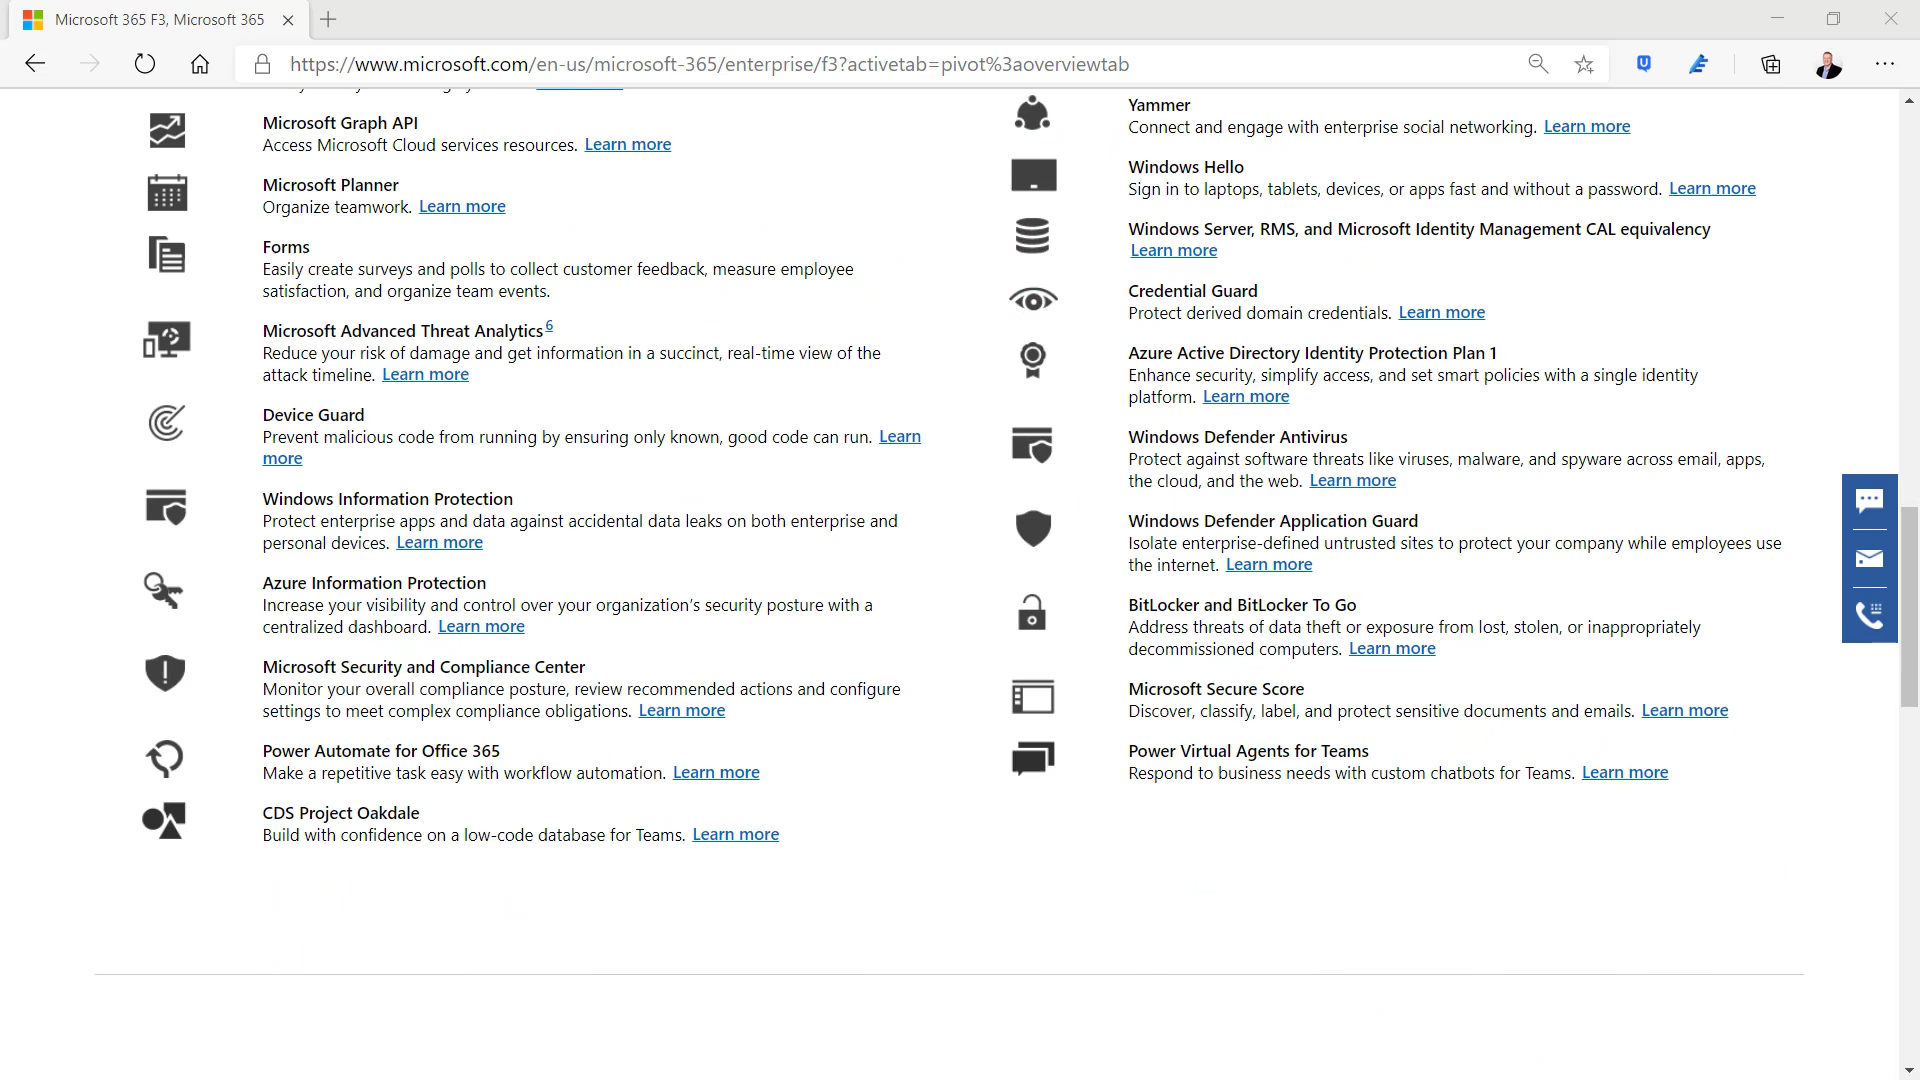 Microsoft 365 F3, Microsoft 365
https://www.microsoft.com/en-us/microsoft-365/enterprise/f3?activetab=pivot%3aoverviewtab
Microsoft Graph API
Access Microsoft Cloud services resources. Learn more
Microsoft Planner
Organize teamwork. Learn more
Forms
Easily create surveys and polls to collect customer feedback, measure employee
satisfaction, and organize team events.
Microsoft Advanced Threat Analytics 6
Reduce your risk of damage and get information in a succinct, real-time view of the
attack timeline. Learn more
Device Guard
Prevent malicious code from running by ensuring only known, good code can run. Learn
more
Windows Information Protection
Protect enterprise apps and data against accidental data leaks on both enterprise and
personal devices. Learn more
Azure Information Protection
Increase your visibility and control over your organization’s security posture with a
centralized dashboard. Learn more
Microsoft Security and Compliance Center
Monitor your overall compliance posture, review recommended actions and configure
settings to meet complex compliance obligations. Learn more
Power Automate for Office 365
Make a repetitive task easy with workflow automation. Learn more
CDS Project Oakdale
Build with confidence on a low-code database for Teams. Learn more
Yammer
Connect and engage with enterprise social networking. Learn more
Windows Hello
Sign in to laptops, tablets, devices, or apps fast and without a password. Learn more
Windows Server, RMS, and Microsoft Identity Management CAL equivalency
Learn more
Credential Guard
Protect derived domain credentials. Learn more
Azure Active Directory Identity Protection Plan 1
Enhance security, simplify access, and set smart policies with a single identity
platform. Learn more
Windows Defender Antivirus
Protect against software threats like viruses, malware, and spyware across email, apps,
the cloud, and the web. Learn more
Windows Defender Application Guard
Isolate enterprise-defined untrusted sites to protect your company while employees use
the internet. Learn more
BitLocker and BitLocker To Go
Address threats of data theft or exposure from lost, stolen, or inappropriately
decommissioned computers. Learn more
Microsoft Secure Score
Discover, classify, label, and protect sensitive documents and emails. Learn more
Power Virtual Agents for Teams
Respond to business needs with custom chatbots for Teams. Learn more